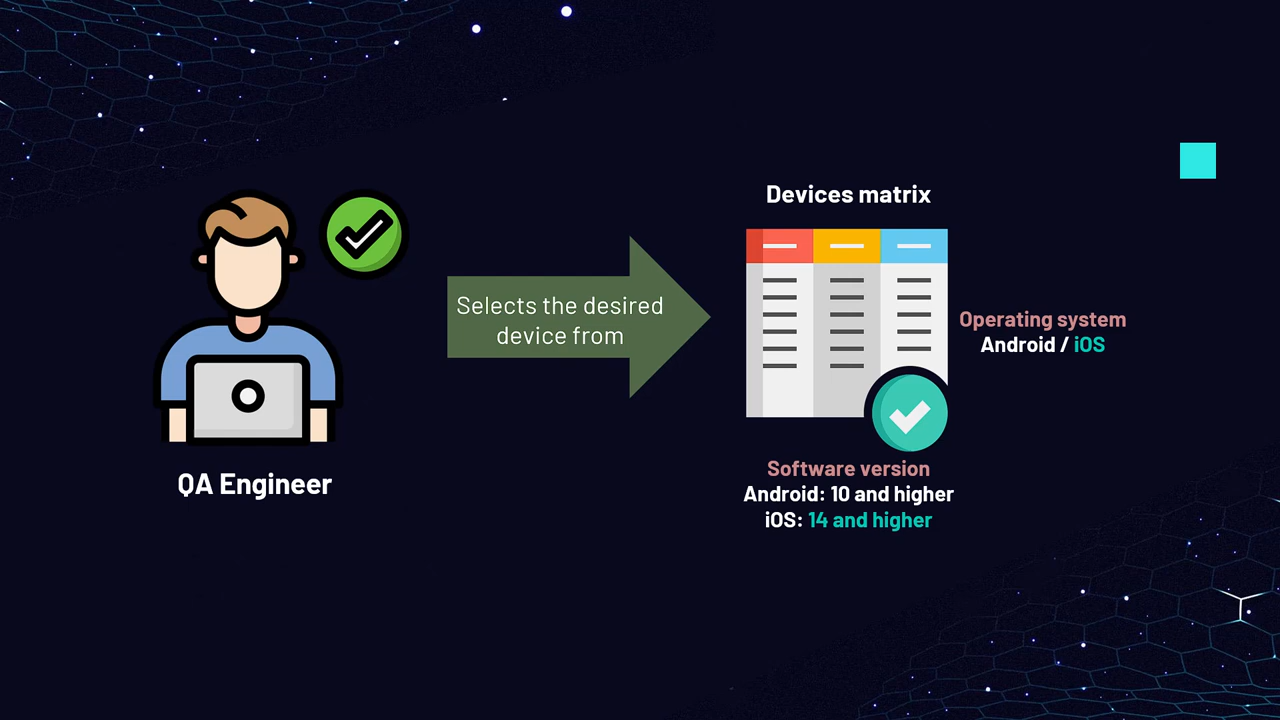 Devices matrix
Selects the desired
device from
Operating system
Android / iOS
QA Engineer
Software version
Android: 10 and higher
iOS: 14 and higher